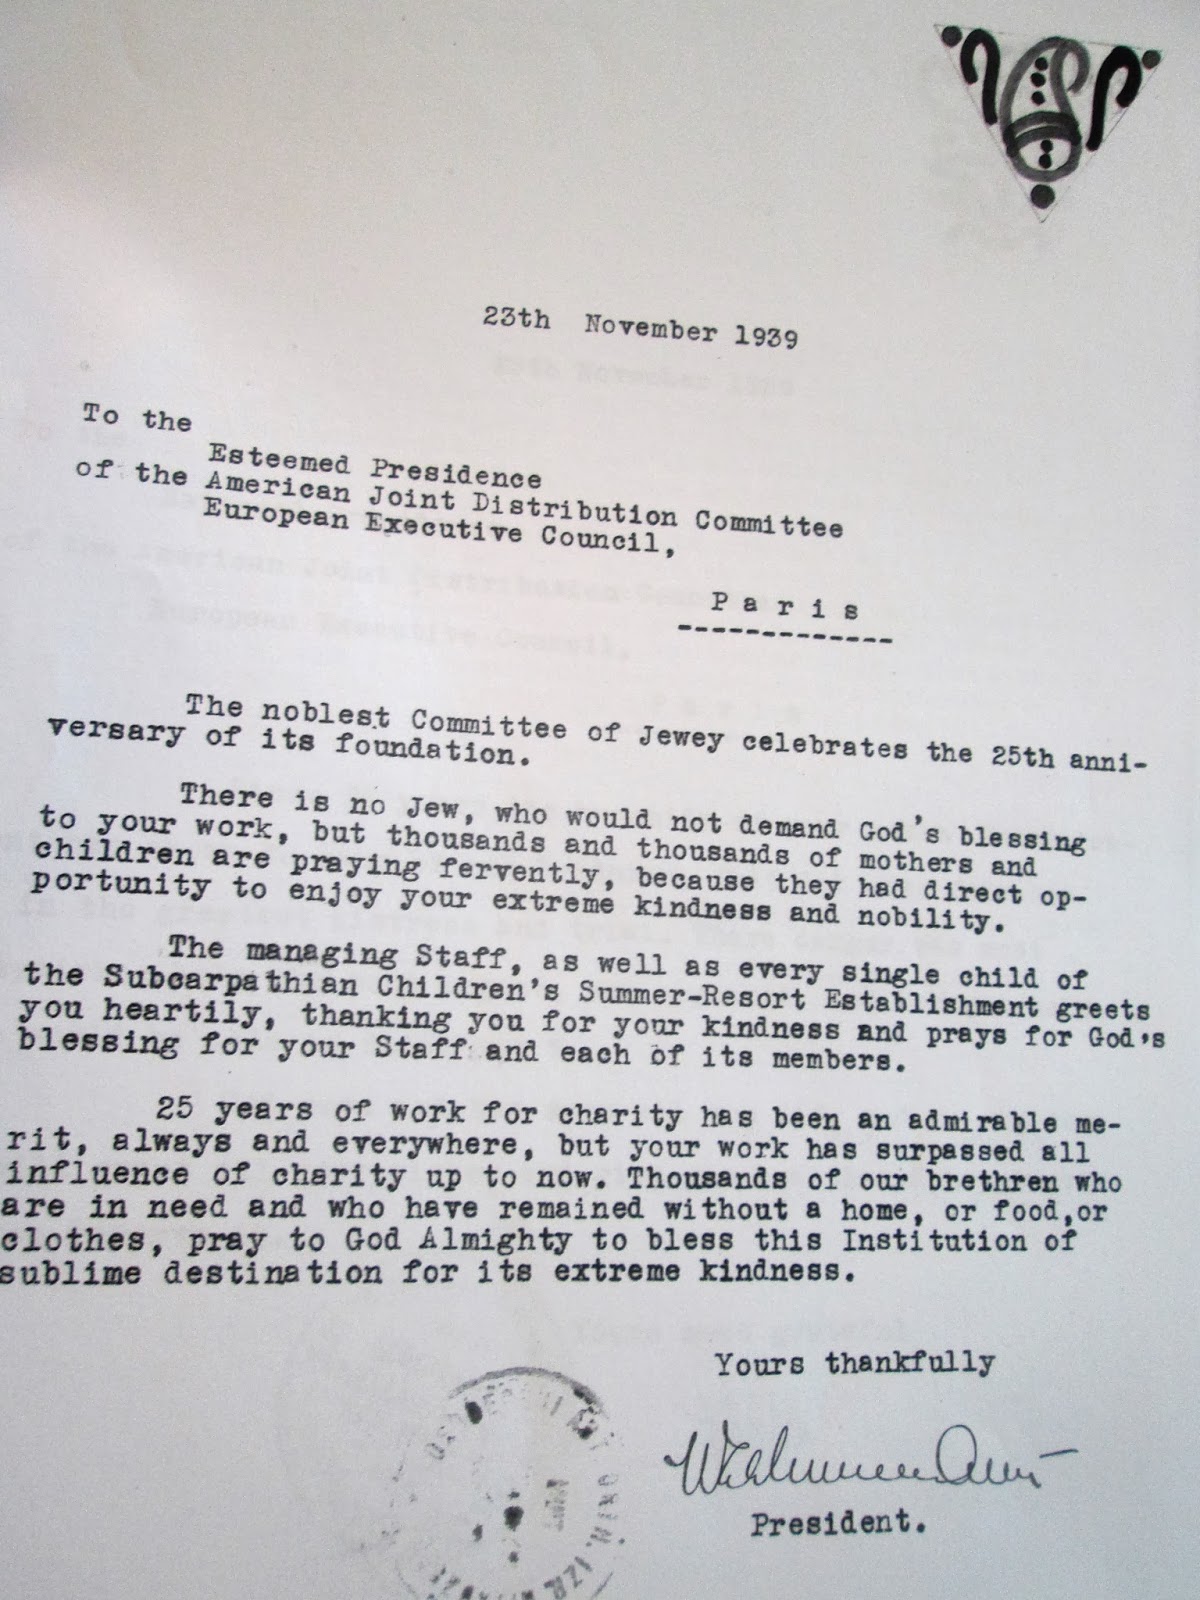 23th November 1939
To the
Esteemed Presidence
of the American Joint Distribution Committee
European Executive Council,
Paris
-------------
The noblest Committee of Jewey celebrates the 25th anni-
versary of its foundation.
There is no Jew, who would not demand God's blessing
to your work, but thousands and thousands of mothers and
children are praying fervently, because they had direct op-
portunity to enjoy your extreme kindness and nobility.
The managing Staff, as well as every single child of
the Subcarpathian Children's Summer-Resort Establishment greets
you heartily, thanking you for your kindness and prays for God's
blessing for your Staff and each of its members.
25 years of work for charity has been an admirable me-
rit, always and everywhere, but your work has surpassed all
influence of charity up to now. Thousands of our brethren who
are in need and who have remained without a home, or food,or
clothes, pray to God Almighty to bless this Institution of
sublime destination for its extreme kindness.
Yours thankfully
President.